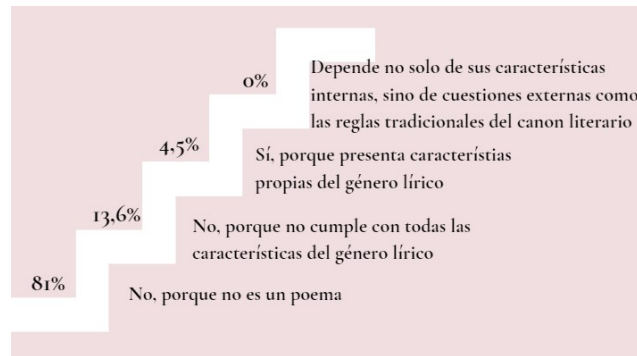 0%
Depende no solo de sus características
internas, sino de cuestiones externas como
las reglas tradicionales del canon literario
4,5%
Sí, porque presenta característias
propias del género lírico
13,6%
No, porque no cumple con todas las
características del género lírico
81%
No, porque no es un poema